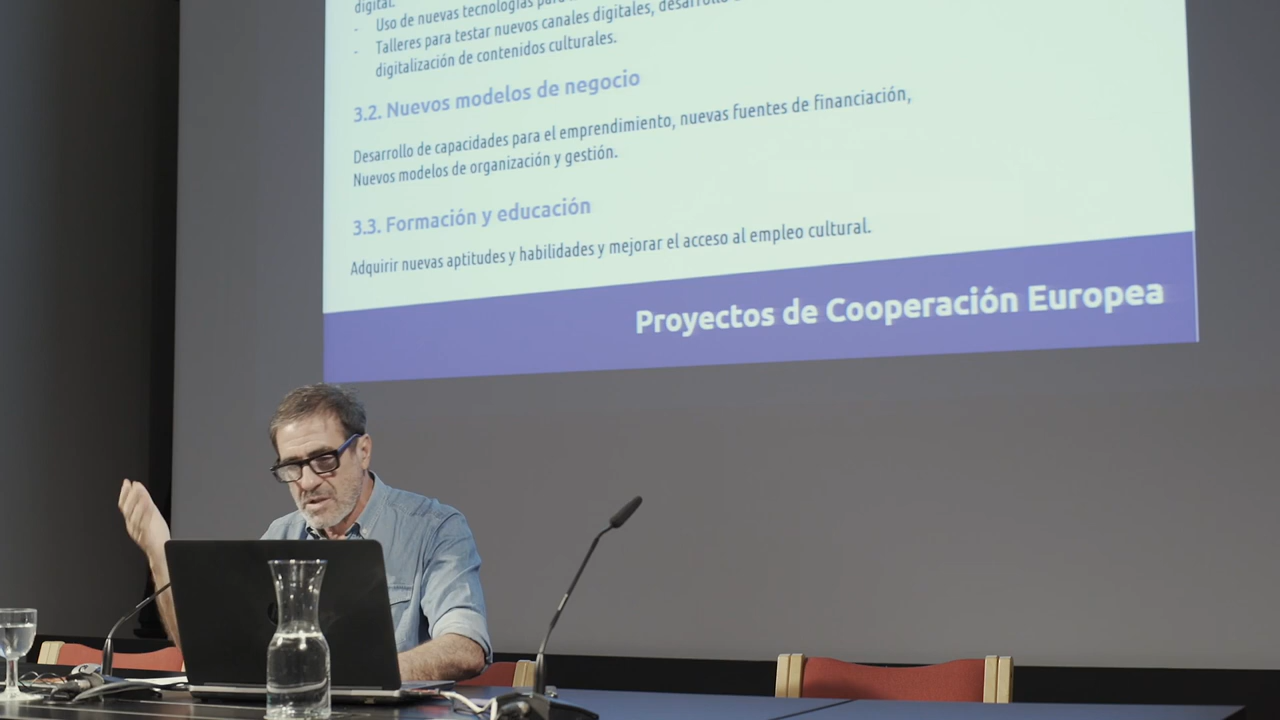 digital.
- Uso de nuevas tecnologías para
- Talleres para testar nuevos canales digitales, desarrollo
digitalización de contenidos culturales.
3.2. Nuevos modelos de negocio
Desarrollo de capacidades para el emprendimiento, nuevas fuentes de financiación,
Nuevos modelos de organización y gestión.
3.3. Formación y educación
Adquirir nuevas aptitudes y habilidades y mejorar el acceso al empleo cultural.
Proyectos de Cooperación Europea